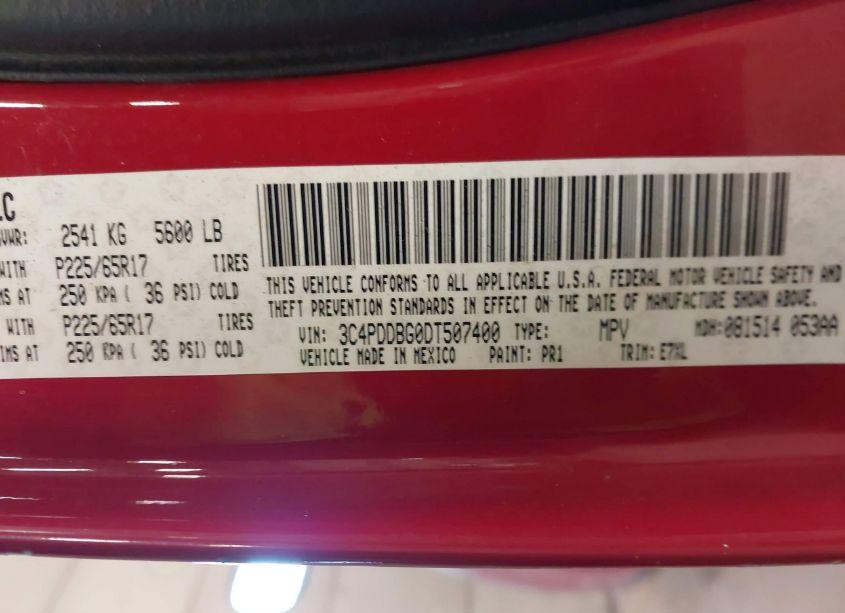 LC
GVWR: 2541 KG 5600 LB
WITH P225/65R17 TIRES
IMS AT 250 KPA ( 36 PSI) COLD
WITH P225/65R17 TIRES
IMS AT 250 KPA ( 36 PSI) COLD
THIS VEHICLE CONFORMS TO ALL APPLICABLE U.S.A. FEDERAL MOTOR VEHICLE SAFETY AND
THEFT PREVENTION STANDARDS IN EFFECT ON THE DATE OF MANUFACTURE SHOWN ABOVE.
VIN: 3C4PDDBG0DT507400 TYPE: MPV MDH: 081514 053AA
VEHICLE MADE IN MEXICO PAINT: PR1 TRIM: E7XL